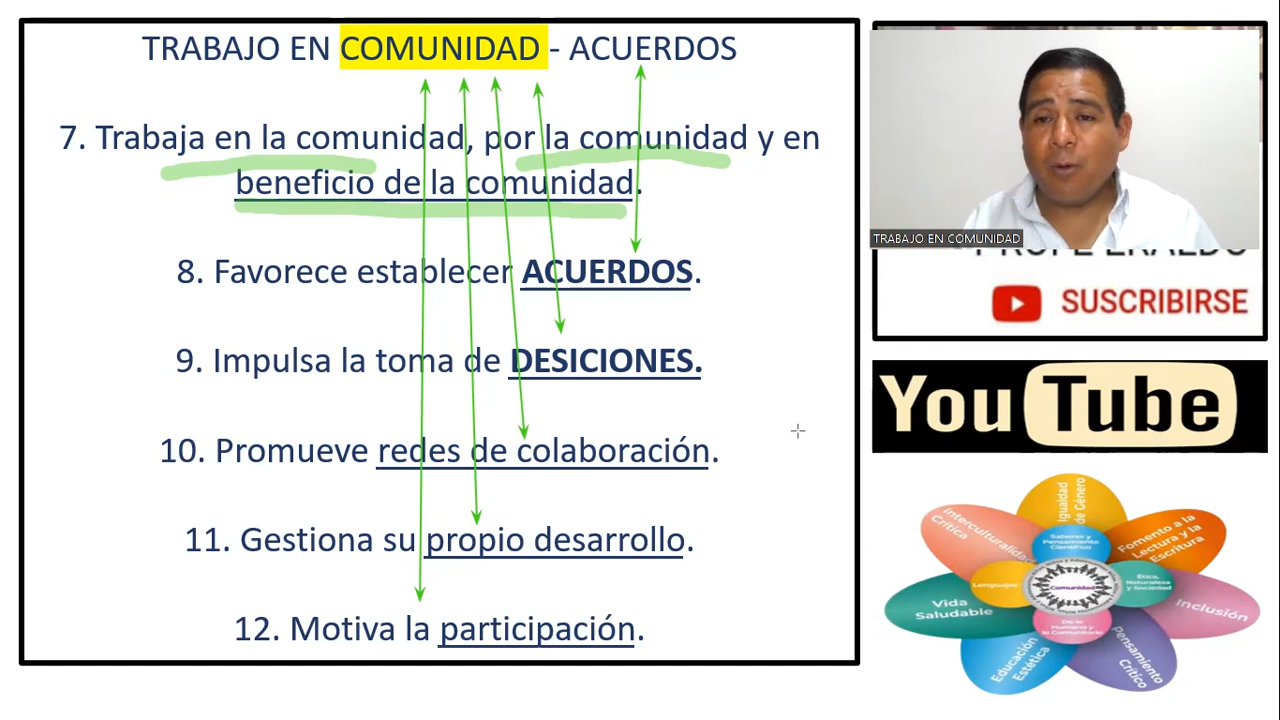 TRABAJO EN COMUNIDAD - ACUERDOS
7. Trabaja en la comunidad, por la comunidad y en
beneficio de la comunidad.
8. Favorece establecer ACUERDOS.
9. Impulsa la toma de DESICIONES.
10. Promueve redes de colaboración.
11. Gestiona su propio desarrollo.
12. Motiva la participación.
TRABAJO EN COMUNIDAD
SUSCRIBIRSE
YouTube
Igualdad
de Género
Interculturalidad
Crítica
Fomento a la
Lectura y la
Escritura
Saberes y
Pensamiento
Científico
Lenguajes
Comunidad
Ética,
Naturaleza
y Sociedad
Vida
Saludable
Inclusión
De lo
Humano y
lo Comunitario
Educación
Estética
Pensamiento
Crítico